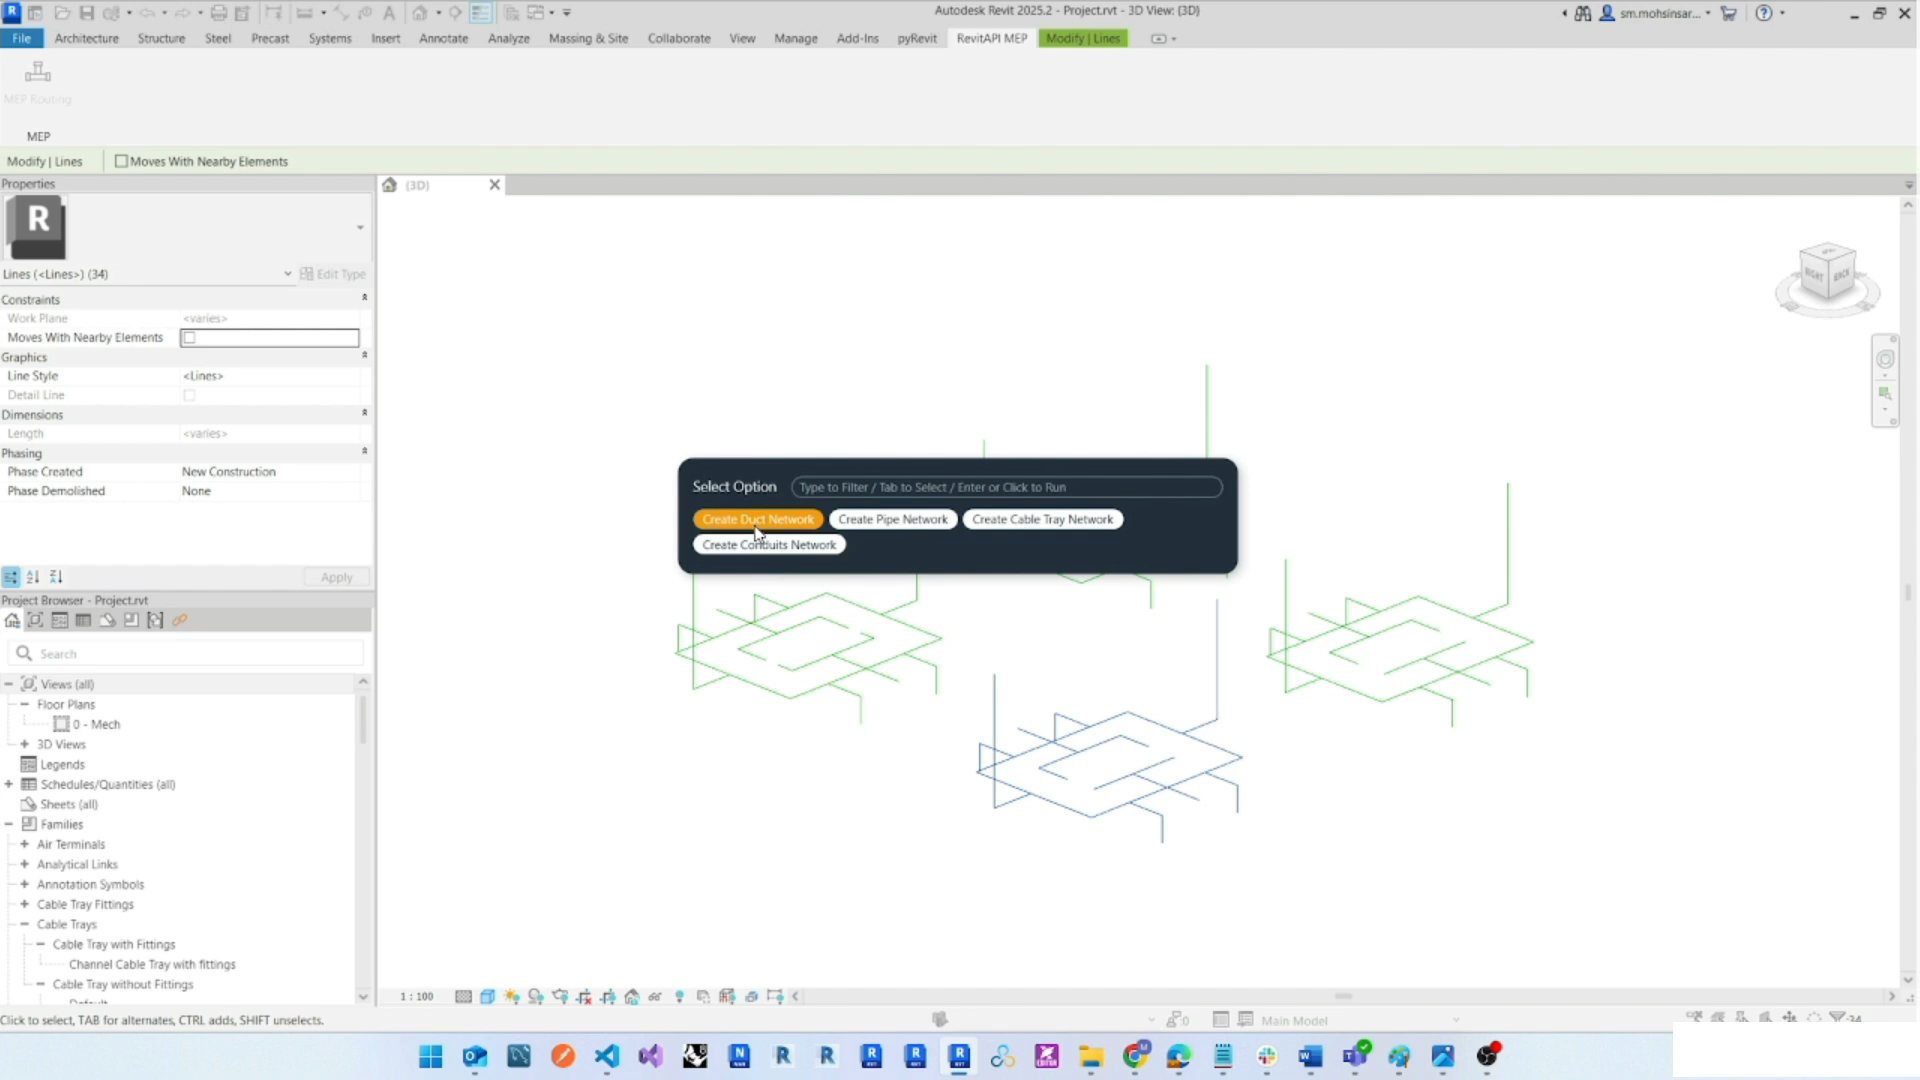 Autodesk Revit 2025.2 - Project.rvt - 3D View: {3D}
sm.mohsinsar...
File Architecture Structure Steel Precast Systems Insert Annotate Analyze Massing & Site Collaborate View Manage Add-Ins pyRevit RevitAPI MEP Modify | Lines
MEP Routing
MEP
Modify | Lines Moves With Nearby Elements
Properties
{3D}
R
Lines (<Lines>) (34) Edit Type
Constraints
Work Plane <varies>
Moves With Nearby Elements
Graphics
Line Style <Lines>
Detail Line
Dimensions
Length <varies>
Phasing
Phase Created New Construction
Phase Demolished None
Apply
RIGHT BACK
Select Option Type to Filter / Tab to Select / Enter or Click to Run
Create Duct Network Create Pipe Network Create Cable Tray Network
Create Conduits Network
Project Browser - Project.rvt
Search
Views (all)
Floor Plans
0 - Mech
3D Views
Legends
Schedules/Quantities (all)
Sheets (all)
Families
Air Terminals
Analytical Links
Annotation Symbols
Cable Tray Fittings
Cable Trays
Cable Tray with Fittings
Channel Cable Tray with fittings
Cable Tray without Fittings
Default
1 : 100
Click to select, TAB for alternates, CTRL adds, SHIFT unselects.
:0
Main Model
:34